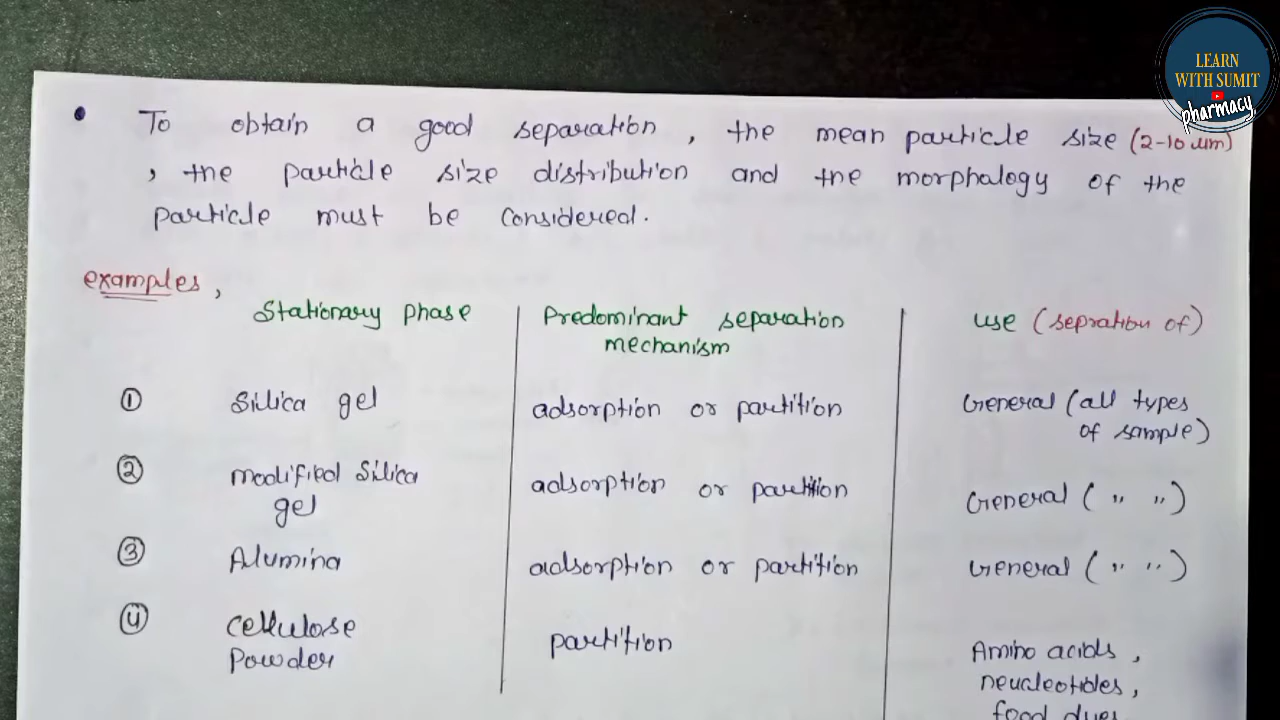 LEARN
WITH SUMIT
pharmacy
• To obtain a good separation, the mean particle size (2-10 µm)
, the particle size distribution and the morphology of the
particle must be considered.
examples,
Stationary phase
Predominant separation
mechanism
use (sepration of)
① Silica gel
adsorption or partition
General (all types
of sample)
② modified Silica
gel
adsorption or partition
General ( " " )
③ Alumina
adsorption or partition
General ( " " )
④ cellulose
Powder
partition
Amino acids,
neucleotides,
food dyes